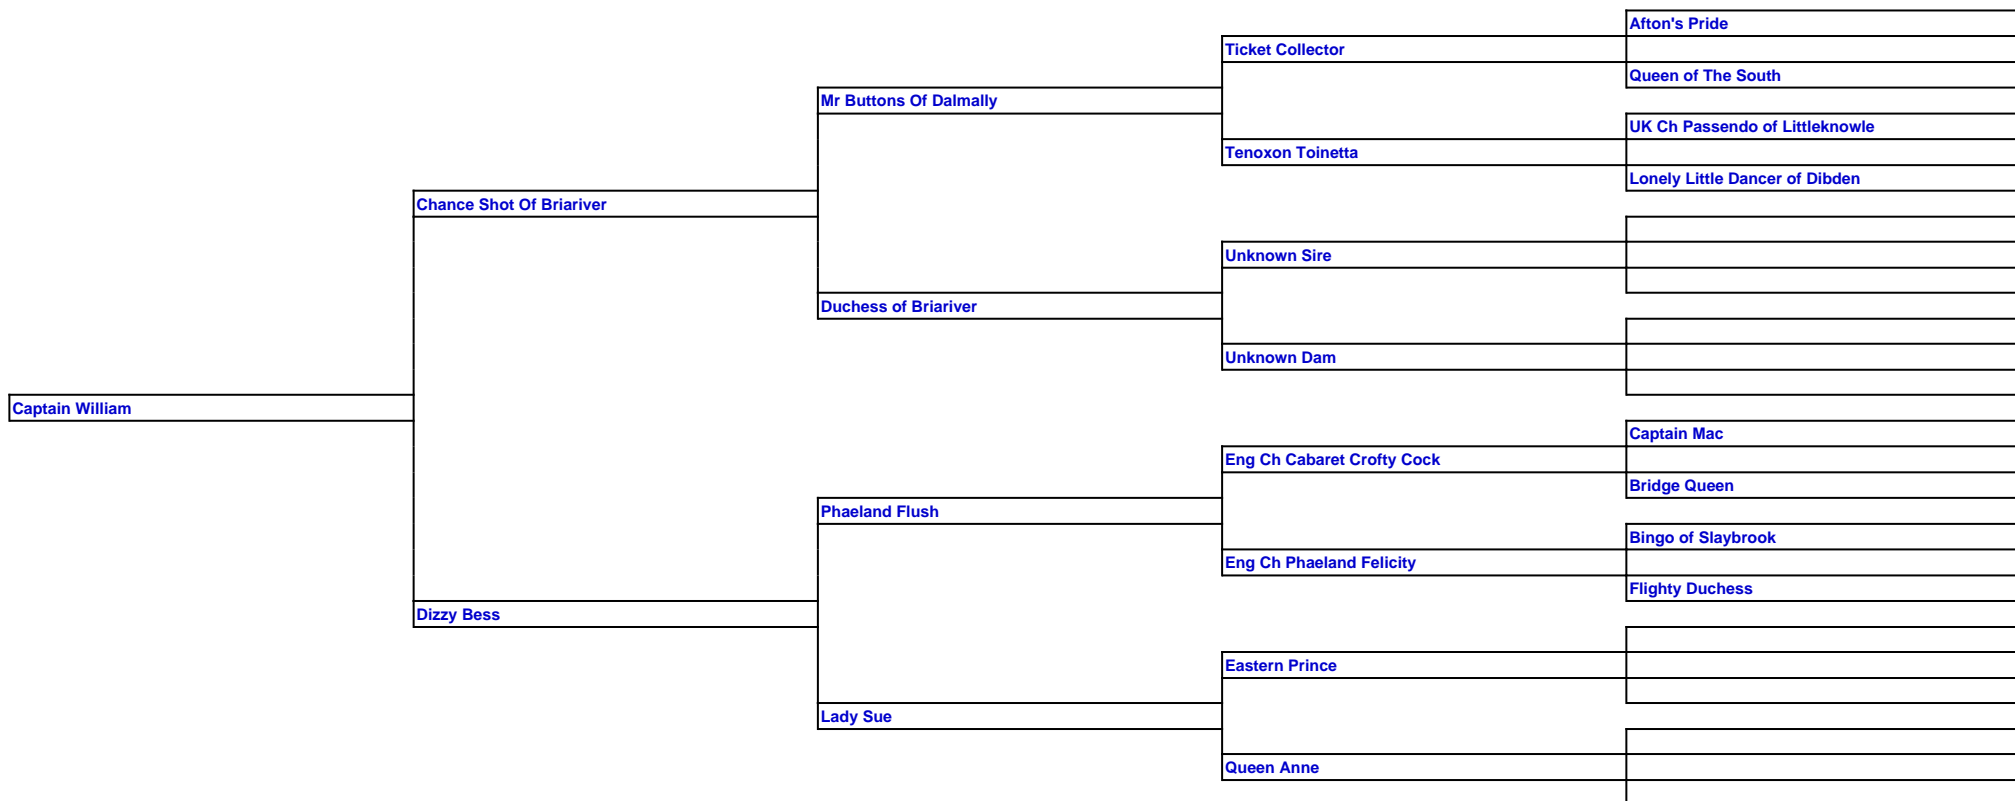 Afton's Pride
Ticket Collector
Queen of The South
Mr Buttons Of Dalmally
UK Ch Passendo of Littleknowle
Tenoxon Toinetta
Lonely Little Dancer of Dibden
Chance Shot Of Briariver
Unknown Sire
Duchess of Briariver
Unknown Dam
Captain William
Captain Mac
Eng Ch Cabaret Crofty Cock
Bridge Queen
Phaeland Flush
Bingo of Slaybrook
Eng Ch Phaeland Felicity
Flighty Duchess
Dizzy Bess
Eastern Prince
Lady Sue
Queen Anne